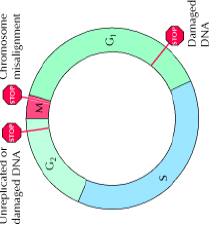 Chromosome
misalignment
STOP
Unreplicated or
damaged DNA
STOP
M
G2
G1
S
STOP
Damaged
DNA